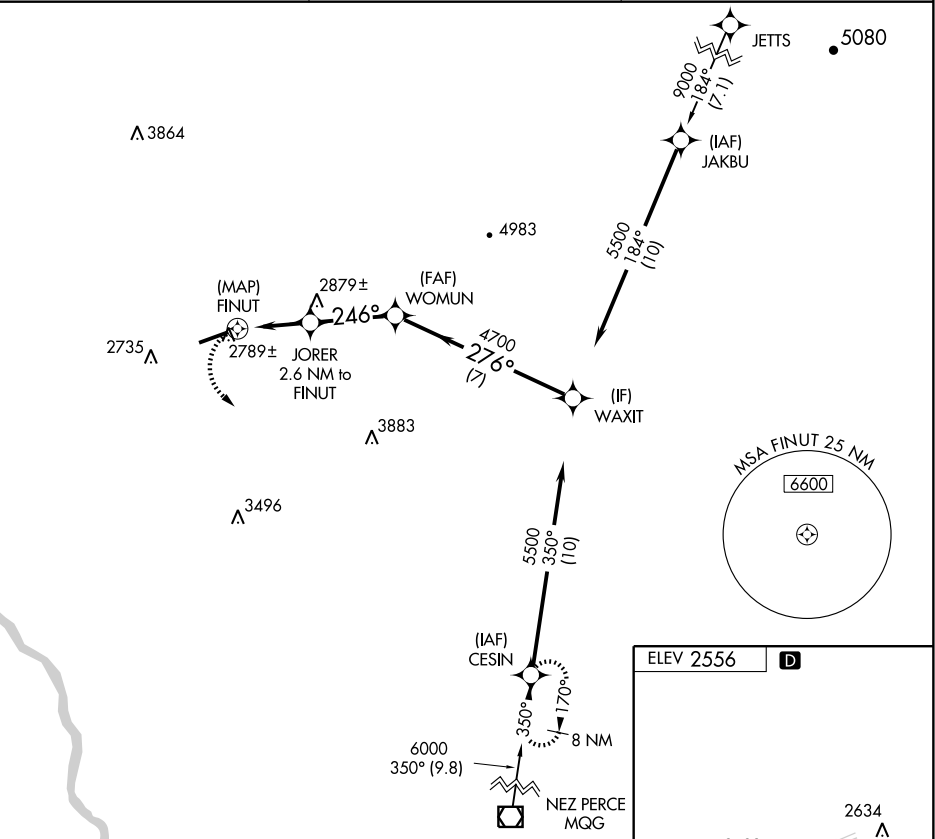 JETTS
5080
9000
184°
(7.1)
3864
(IAF)
JAKBU
4983
5500
184°
(10)
(MAP)
FINUT
2879±
(FAF)
WOMUN
246°
4700
276°
(7)
2735
2789±
JORER
2.6 NM to
FINUT
(IF)
WAXIT
3883
MSA FINUT 25 NM
6600
3496
5500
350°
(10)
(IAF)
CESIN
ELEV 2556
D
350°
170°
8 NM
6000
350° (9.8)
NEZ PERCE
MQG
2634